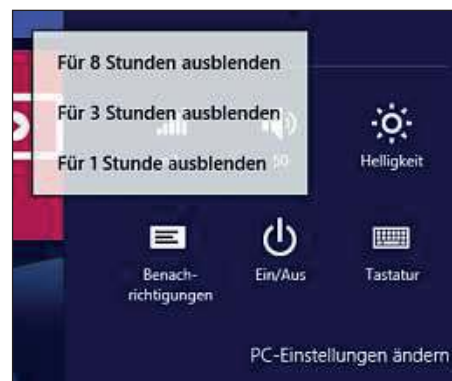 Für 8 Stunden ausblenden
Für 3 Stunden ausblenden
Für 1 Stunde ausblenden
50
Helligkeit
Benach-
richtigungen
Ein/Aus
Tastatur
PC-Einstellungen ändern